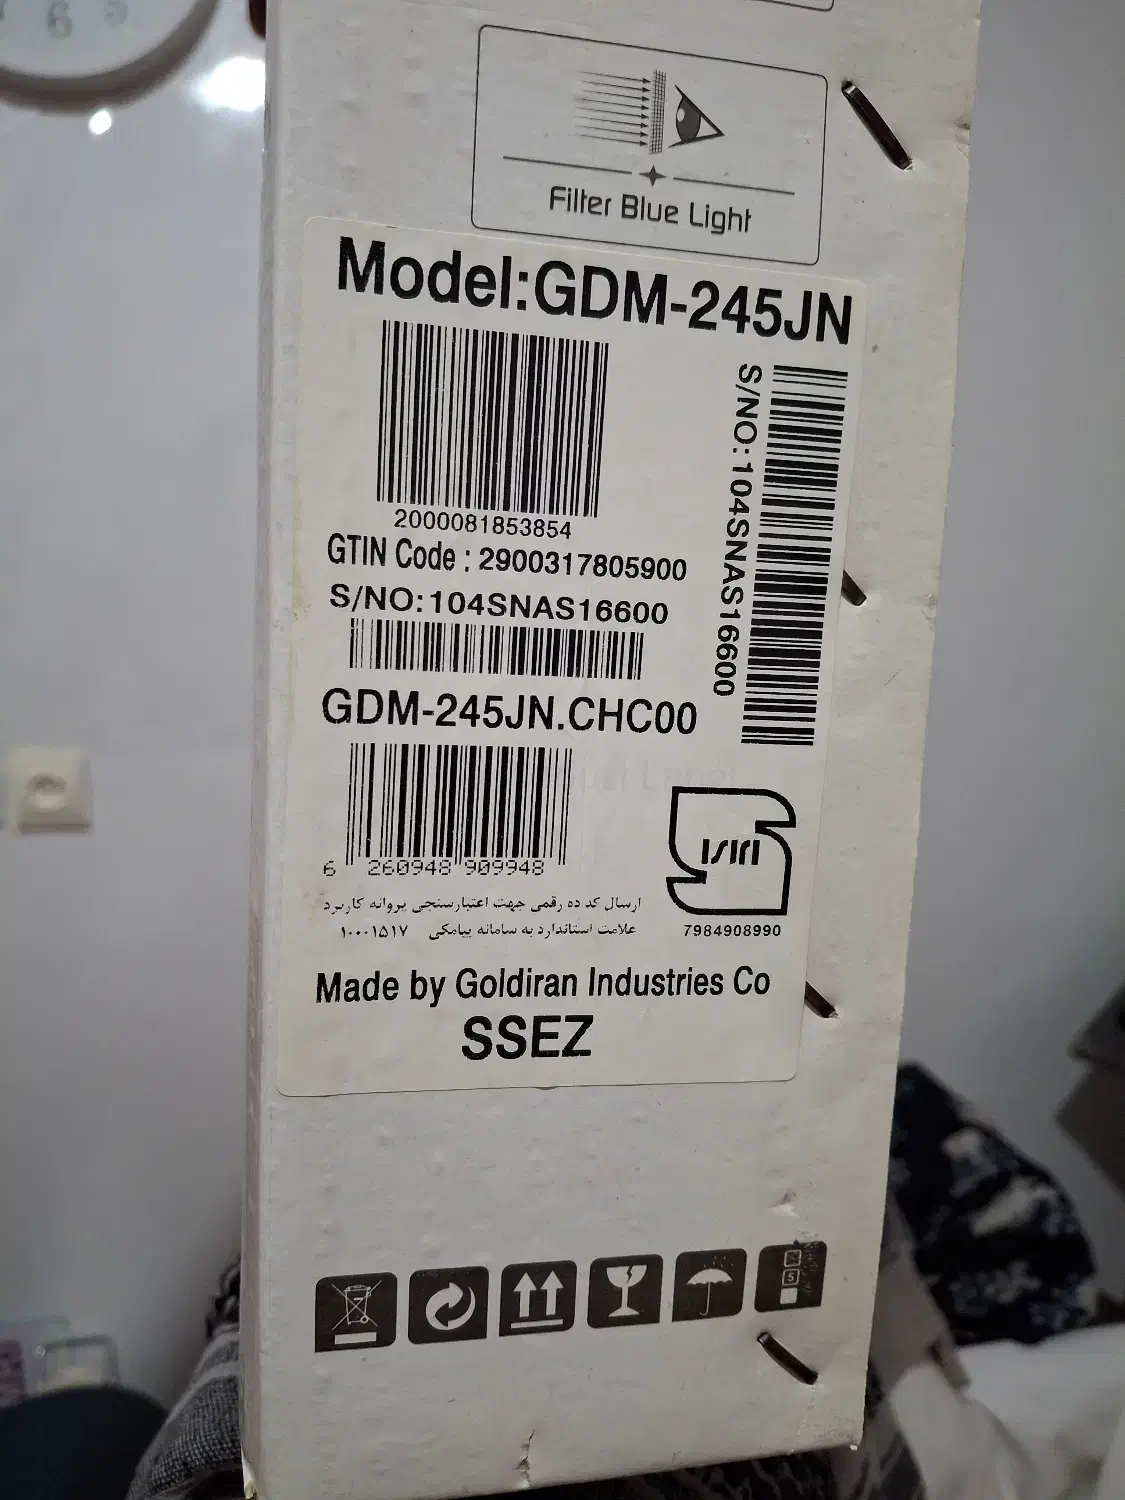 6
Filter Blue Light
Model:GDM-245JN
2000081853854
GTIN Code : 2900317805900
S/NO:104SNAS16600
S/NO:104SNAS16600
GDM-245JN.CHC00
6 260948 909948
ارسال کد ده رقمی جهت اعتبارسنجی پروانه کاربرد
علامت استاندارد به سامانه پیامکی ۱۰۰۰۱۵۱۷
7984908990
Made by Goldiran Industries Co
SSEZ
5